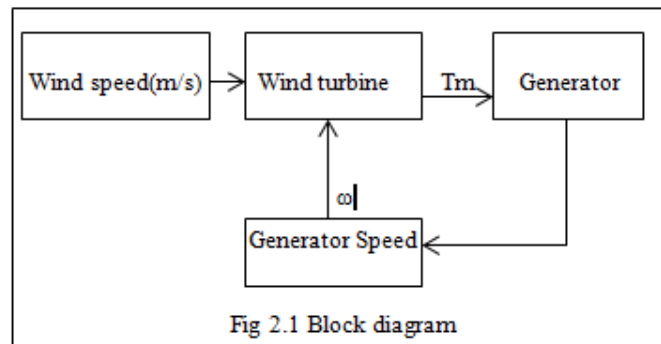 Wind speed(m/s)
Wind turbine
Tm
Generator
ω
Generator Speed
Fig 2.1 Block diagram